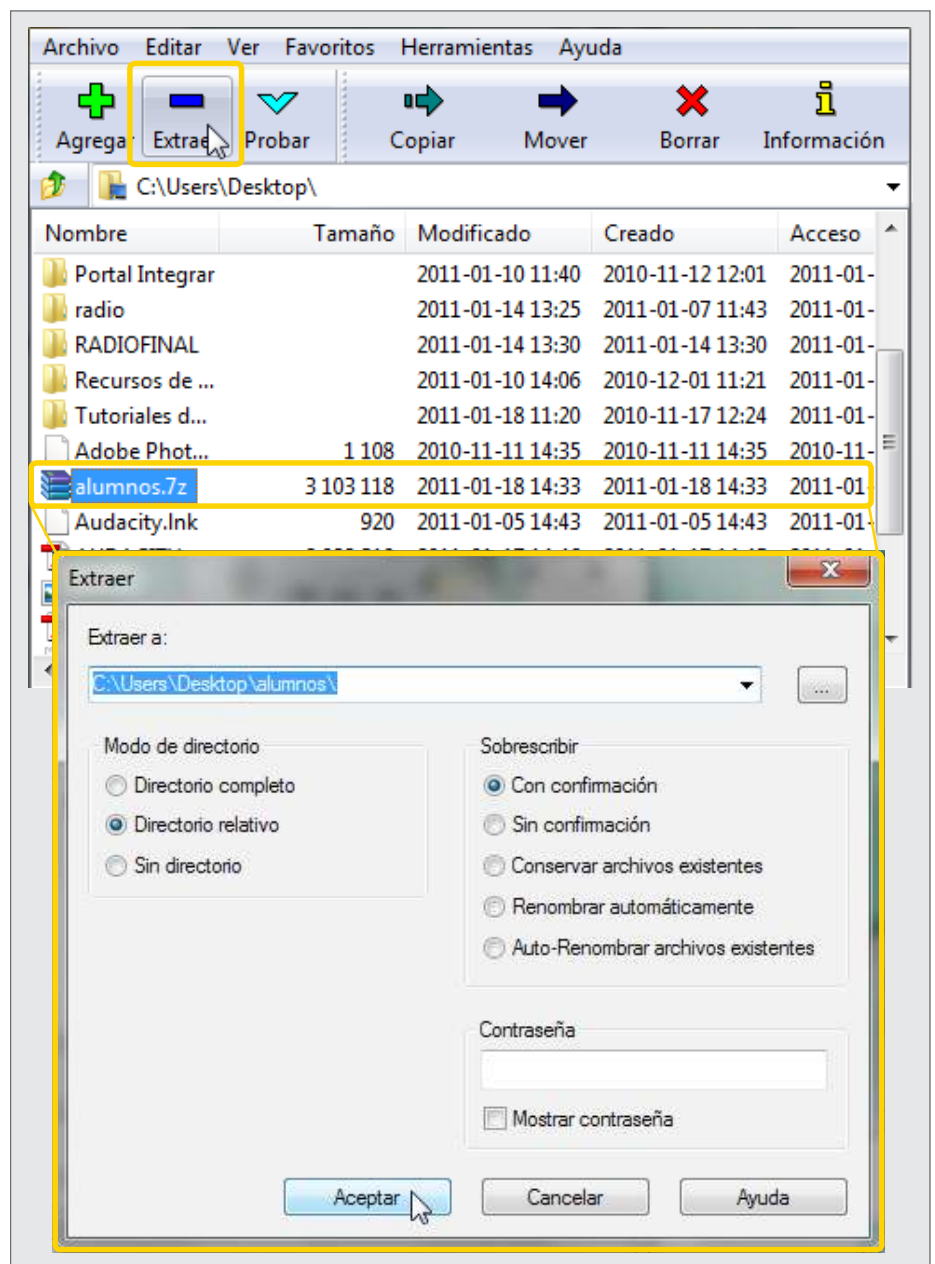 Archivo Editar Ver Favoritos Herramientas Ayuda
Agregar Extraer Probar Copiar Mover Borrar Información
C:\Users\Desktop\
Nombre Tamaño Modificado Creado Acceso
Portal Integrar 2011-01-10 11:40 2010-11-12 12:01 2011-01-
radio 2011-01-14 13:25 2011-01-07 11:43 2011-01-
RADIOFINAL 2011-01-14 13:30 2011-01-14 13:30 2011-01-
Recursos de ... 2011-01-10 14:06 2010-12-01 11:21 2011-01-
Tutoriales d... 2011-01-18 11:20 2010-11-17 12:24 2011-01-
Adobe Phot... 1 108 2010-11-11 14:35 2010-11-11 14:35 2010-11-
alumnos.7z 3 103 118 2011-01-18 14:33 2011-01-18 14:33 2011-01-
Audacity.lnk 920 2011-01-05 14:43 2011-01-05 14:43 2011-01-
Extraer
Extraer a:
C:\Users\Desktop\alumnos\
...
Modo de directorio
Directorio completo
Directorio relativo
Sin directorio
Sobrescribir
Con confirmación
Sin confirmación
Conservar archivos existentes
Renombrar automáticamente
Auto-Renombrar archivos existentes
Contraseña
Mostrar contraseña
Aceptar Cancelar Ayuda